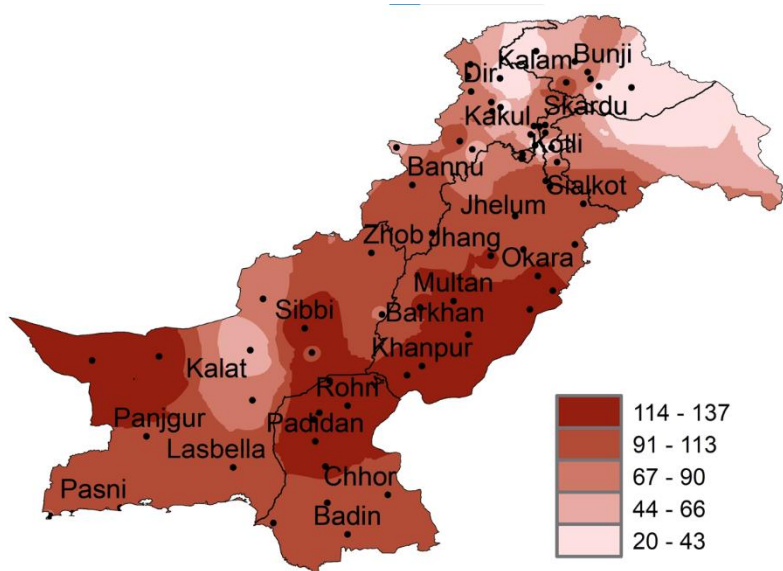 Kalam
Bunji
Dir
Skardu
Kakul
Kotli
Bannu
Sialkot
Jhelum
Zhob
Jhang
Okara
Multan
Sibbi
Barkhan
Khanpur
Kalat
Rohri
Panjgur
Padidan
Lasbella
Chhor
Pasni
Badin
114 - 137
91 - 113
67 - 90
44 - 66
20 - 43